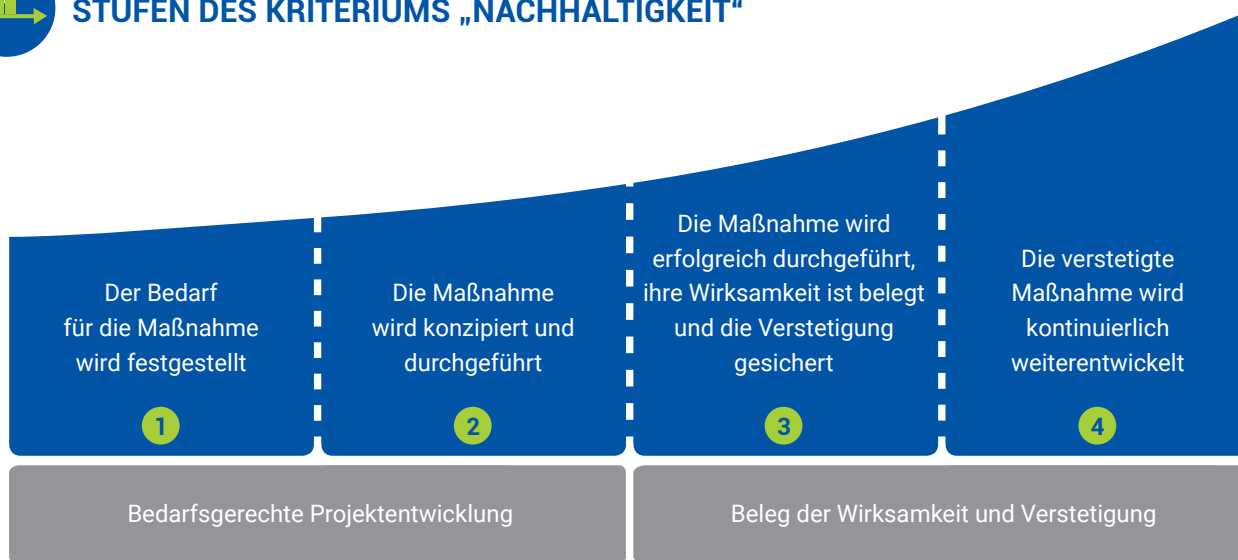 STUFEN DES KRITERIUMS „NACHHALTIGKEIT“
Der Bedarf
für die Maßnahme
wird festgestellt
1
Die Maßnahme
wird konzipiert und
durchgeführt
2
Die Maßnahme wird
erfolgreich durchgeführt,
ihre Wirksamkeit ist belegt
und die Verstetigung
gesichert
3
Die verstetigte
Maßnahme wird
kontinuierlich
weiterentwickelt
4
Bedarfsgerechte Projektentwicklung
Beleg der Wirksamkeit und Verstetigung